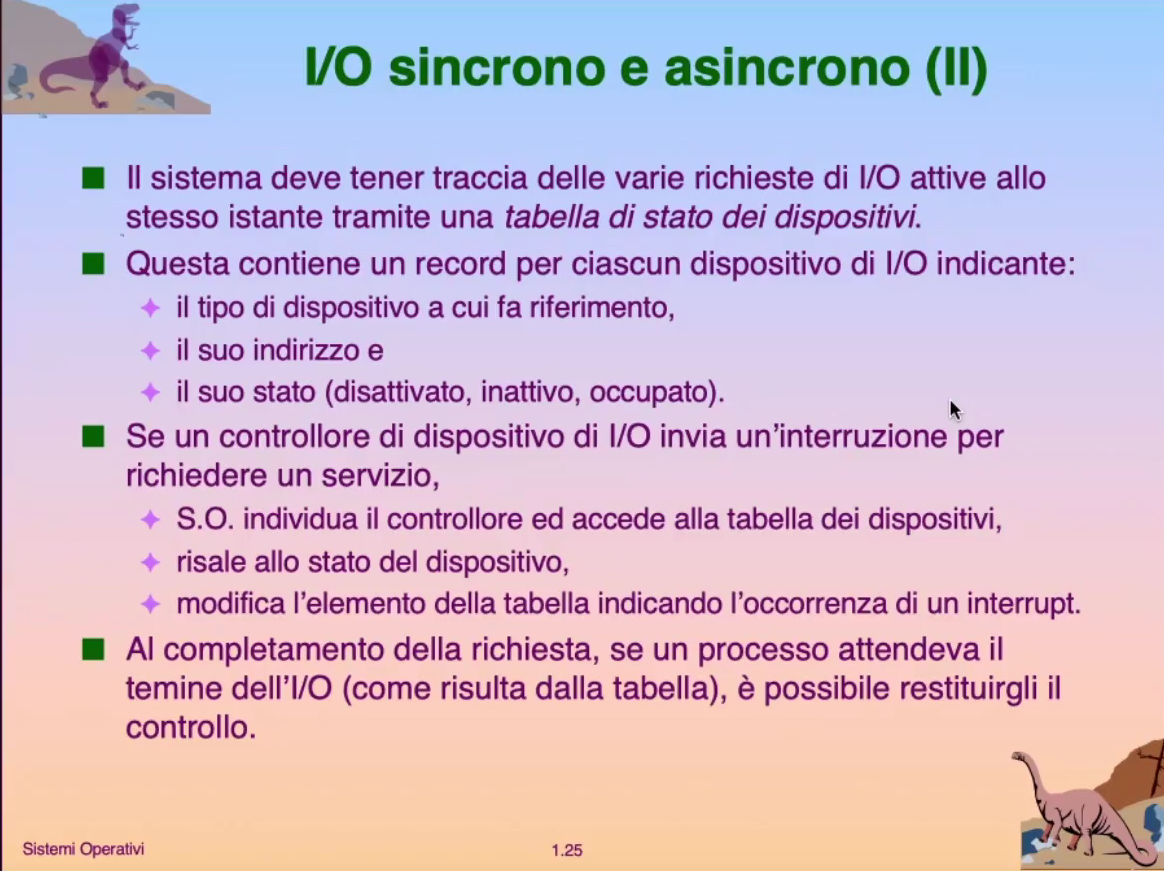 I/O sincrono e asincrono (II)
Il sistema deve tener traccia delle varie richieste di I/O attive allo
stesso istante tramite una tabella di stato dei dispositivi.
Questa contiene un record per ciascun dispositivo di I/O indicante:
il tipo di dispositivo a cui fa riferimento,
il suo indirizzo e
il suo stato (disattivato, inattivo, occupato).
Se un controllore di dispositivo di I/O invia un'interruzione per
richiedere un servizio,
S.O. individua il controllore ed accede alla tabella dei dispositivi,
risale allo stato del dispositivo,
modifica l'elemento della tabella indicando l'occorrenza di un interrupt.
Al completamento della richiesta, se un processo attendeva il
temine dell'I/O (come risulta dalla tabella), è possibile restituirgli il
controllo.
Sistemi Operativi
1.25